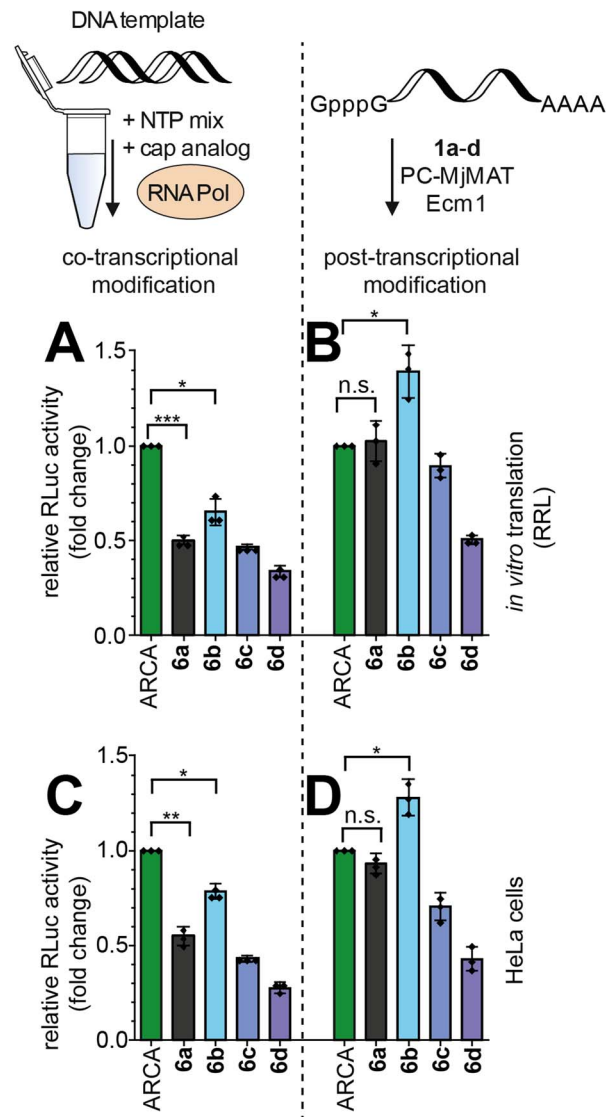 DNA template
+ NTP mix
+ cap analog
RNA Pol
co-transcriptional
modification
GpppG
AAAA
1a-d
PC-MjMAT
Ecm1
post-transcriptional
modification
A
relative RLuc activity
(fold change)
1.5
1.0
0.5
0.0
*
***
ARCA
6a
6b
6c
6d
B
*
n.s.
ARCA
6a
6b
6c
6d
in vitro translation
(RRL)
C
relative RLuc activity
(fold change)
1.5
1.0
0.5
0.0
*
**
ARCA
6a
6b
6c
6d
D
*
n.s.
ARCA
6a
6b
6c
6d
HeLa cells